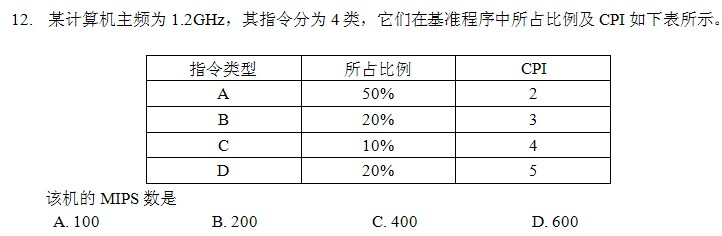 12. 某计算机主频为 1.2GHz，其指令分为 4 类，它们在基准程序中所占比例及 CPI 如下表所示。
指令类型 所占比例 CPI
A 50% 2
B 20% 3
C 10% 4
D 20% 5
该机的 MIPS 数是
A. 100 B. 200 C. 400 D. 600